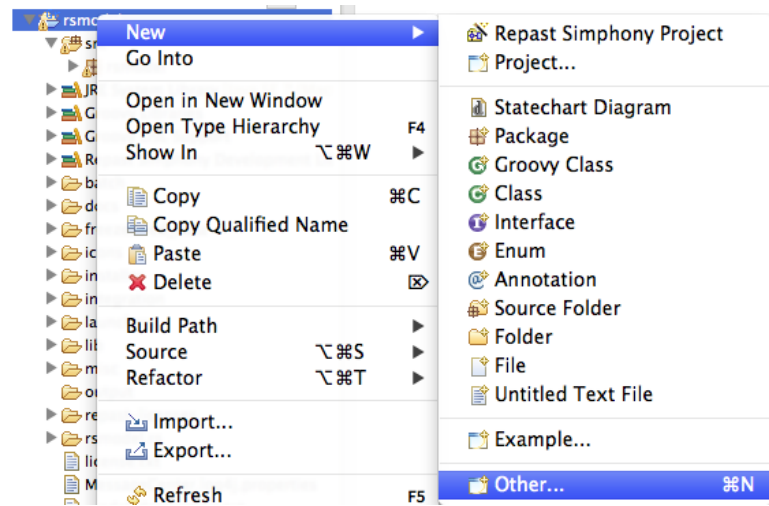 New
Go Into
Open in New Window
Open Type Hierarchy F4
Show In ⌥⌘W
Copy ⌘C
Copy Qualified Name
Paste ⌘V
Delete ⌦
Build Path
Source ⌥⌘S
Refactor ⌥⌘T
Import...
Export...
Refresh F5
Repast Simphony Project
Project...
Statechart Diagram
Package
Groovy Class
Class
Interface
Enum
Annotation
Source Folder
Folder
File
Untitled Text File
Example...
Other... ⌘N